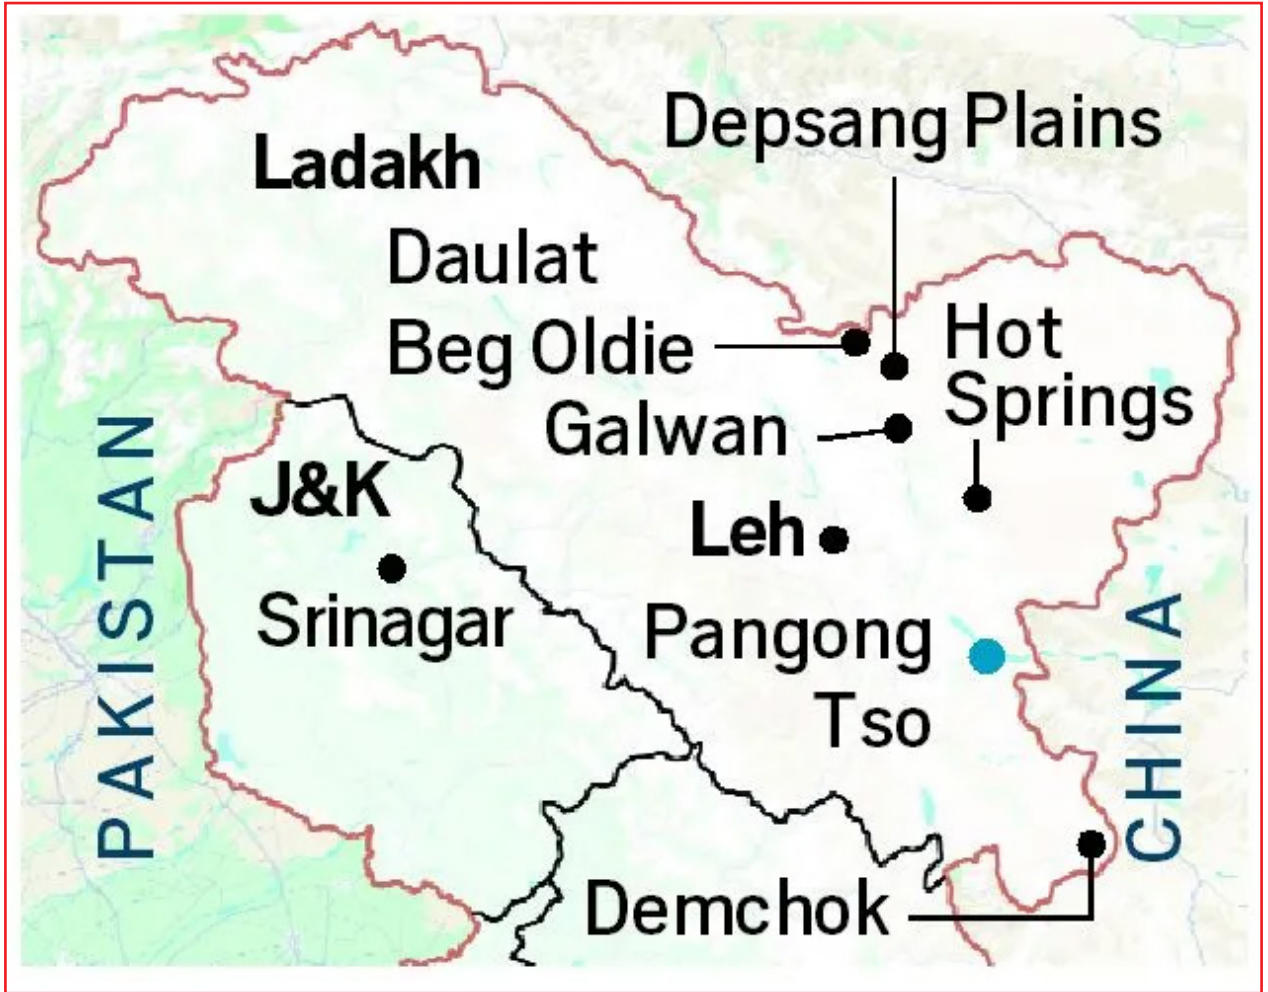 Depsang Plains
Ladakh
Daulat
Beg Oldie
Hot
Springs
Galwan
PAKISTAN
J&K
Leh
Srinagar
Pangong
Tso
CHINA
Demchok